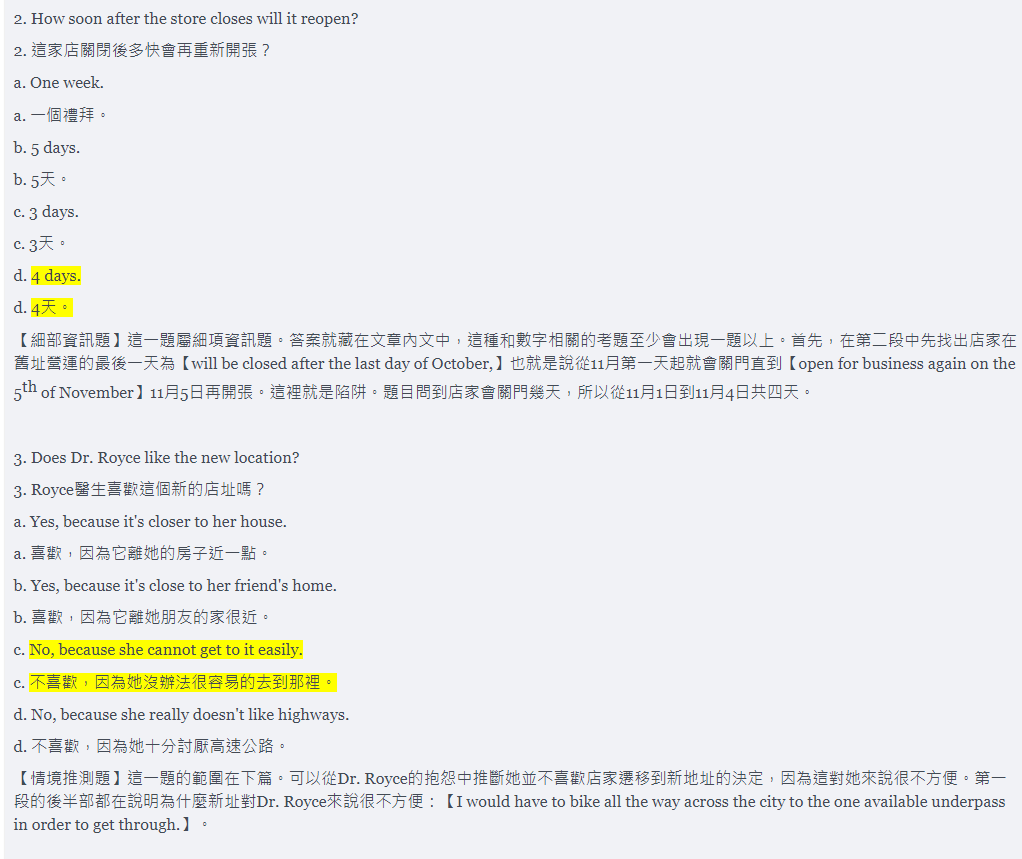 2. How soon after the store closes will it reopen?
2. 這家店關閉後多快會再重新開張？
a. One week.
a. 一個禮拜。
b. 5 days.
b. 5天。
c. 3 days.
c. 3天。
d. 4 days.
d. 4天。
【細部資訊題】這一題屬細項資訊題。答案就藏在文章內文中，這種和數字相關的考題至少會出現一題以上。首先，在第二段中先找出店家在
舊址營運的最後一天為【will be closed after the last day of October,】也就是說從11月第一天起就會關門直到【open for business again on the
5th of November】11月5日再開張。這裡就是陷阱。題目問到店家會關門幾天，所以從11月1日到11月4日共四天。
3. Does Dr. Royce like the new location?
3. Royce醫生喜歡這個新的店址嗎？
a. Yes, because it's closer to her house.
a. 喜歡，因為它離她的房子近一點。
b. Yes, because it's close to her friend's home.
b. 喜歡，因為它離她朋友的家很近。
c. No, because she cannot get to it easily.
c. 不喜歡，因為她沒辦法很容易的去到那裡。
d. No, because she really doesn't like highways.
d. 不喜歡，因為她十分討厭高速公路。
【情境推測題】這一題的範圍在下篇。可以從Dr. Royce的抱怨中推斷她並不喜歡店家遷移到新地址的決定，因為這對她來說很不方便。第一
段的後半部都在說明為什麼新址對Dr. Royce來說很不方便：【I would have to bike all the way across the city to the one available underpass
in order to get through.】。